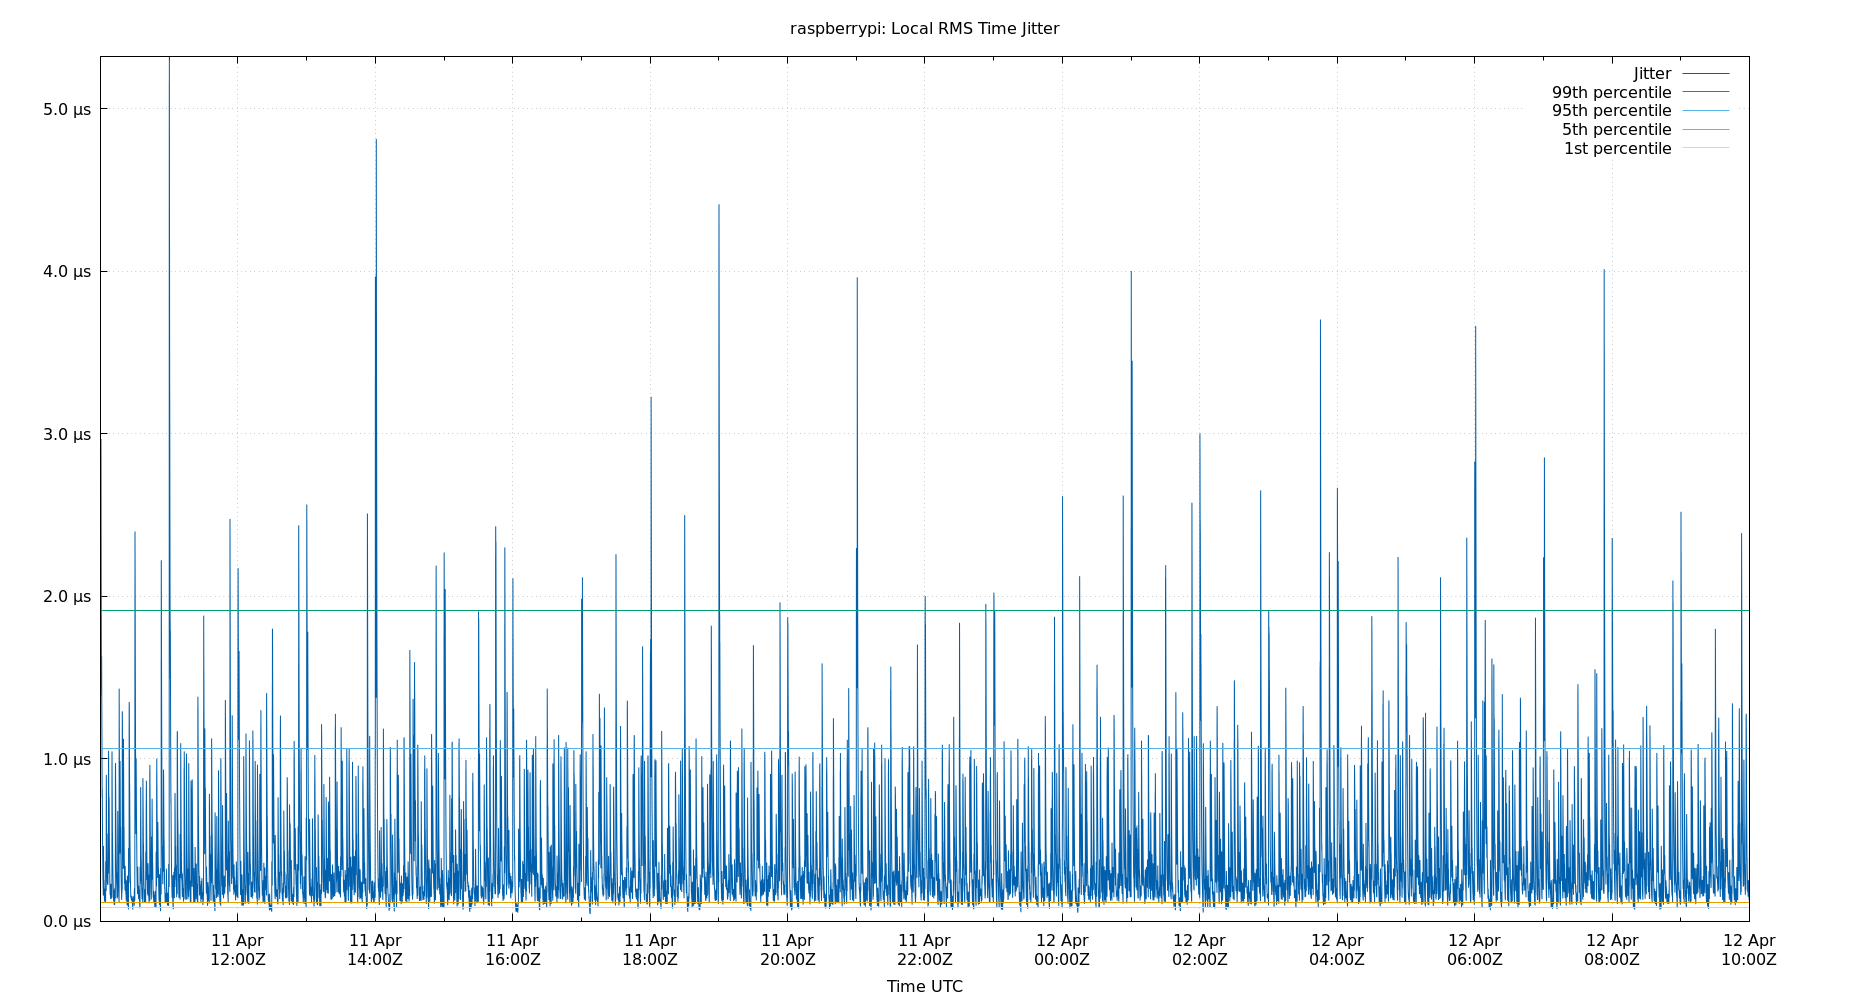 raspberrypi: Local RMS Time Jitter
Jitter
99th percentile
95th percentile
5th percentile
1st percentile
5.0 µs
4.0 µs
3.0 µs
2.0 µs
1.0 µs
0.0 µs
11 Apr 11 Apr 11 Apr 11 Apr 11 Apr 11 Apr 12 Apr 12 Apr 12 Apr 12 Apr 12 Apr 12 Apr
12:00Z 14:00Z 16:00Z 18:00Z 20:00Z 22:00Z 00:00Z 02:00Z 04:00Z 06:00Z 08:00Z 10:00Z
Time UTC